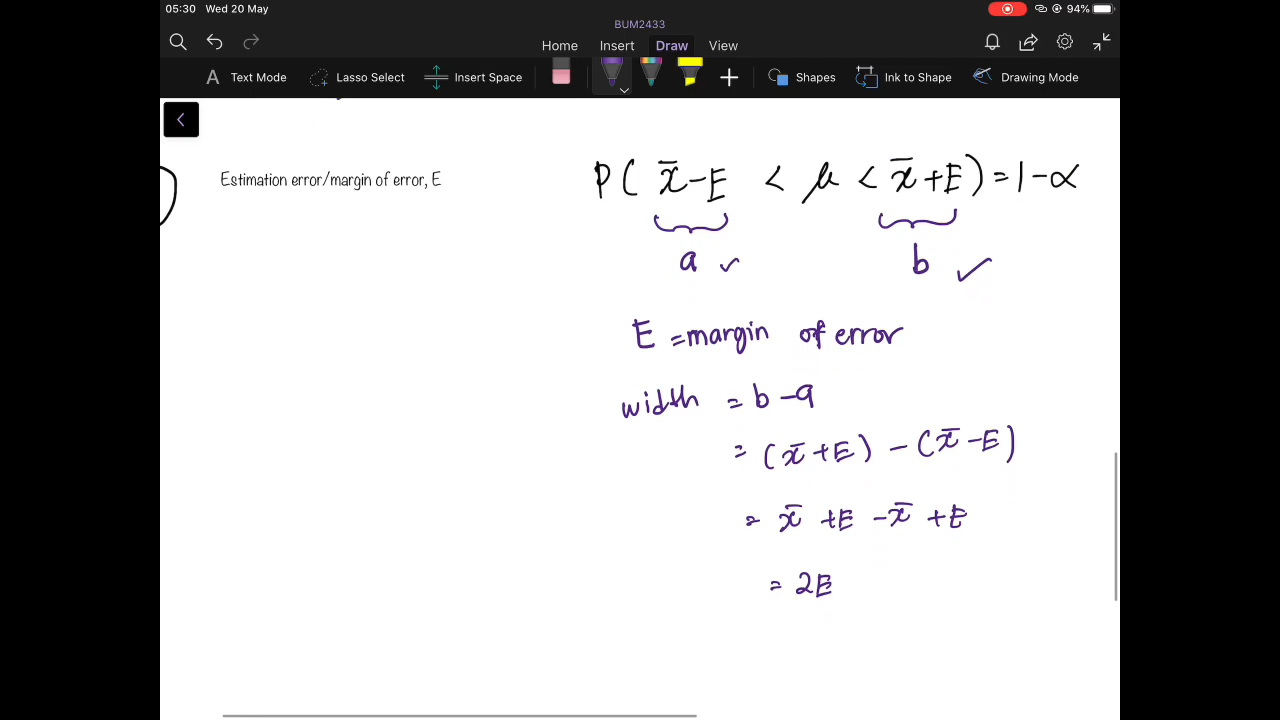 05:30 Wed 20 May
94%
BUM2433
Home Insert Draw View
Text Mode Lasso Select Insert Space Shapes Ink to Shape Drawing Mode
Estimation error/margin of error, E
P( x̄-E < μ < x̄+E ) = 1-α
a ✓ b ✓
E = margin of error
width = b - a
= (x̄ + E) - (x̄ - E)
= x̄ + E - x̄ + E
= 2E